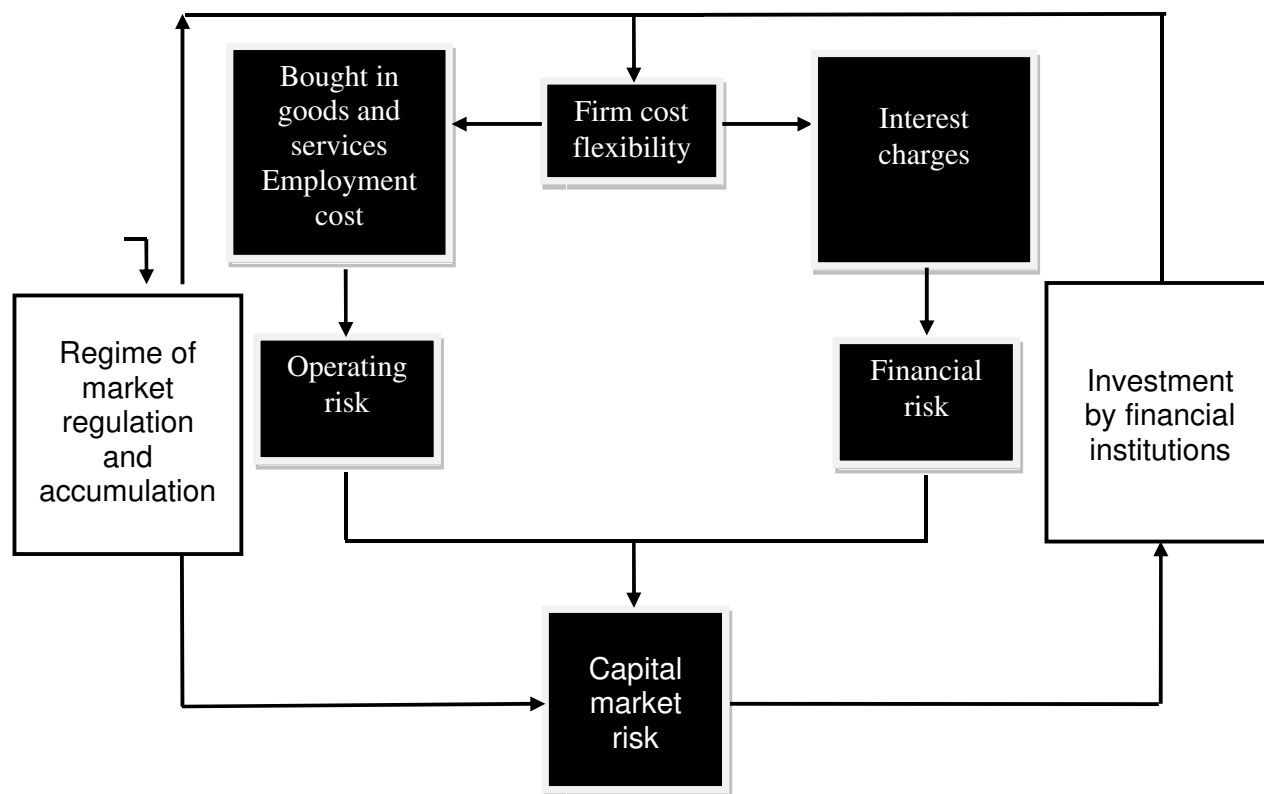 Bought in
goods and
services
Employment
cost
Firm cost
flexibility
Interest
charges
Regime of
market
regulation
and
accumulation
Operating
risk
Financial
risk
Investment
by financial
institutions
Capital
market
risk